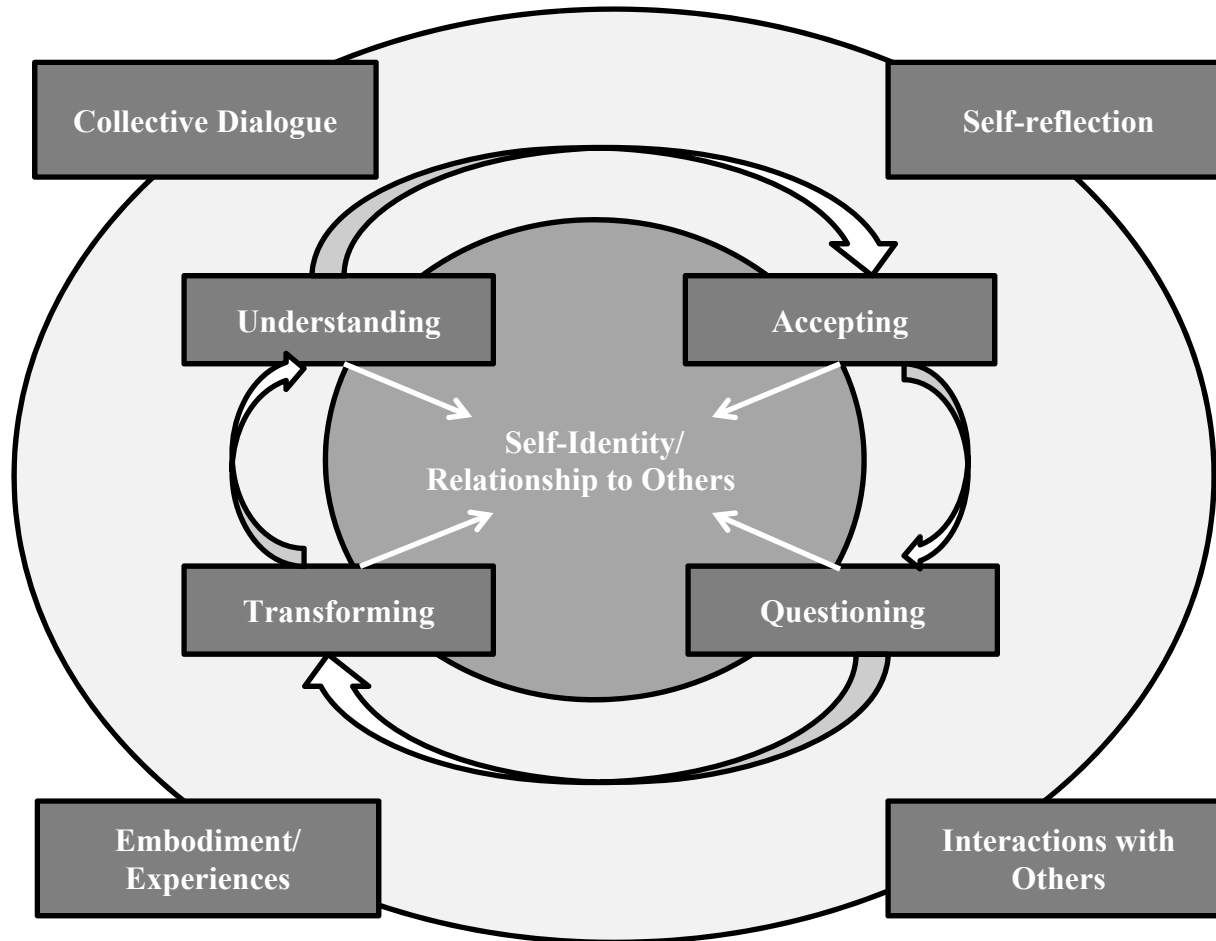 Collective Dialogue
Self-reflection
Understanding
Accepting
Self-Identity/
Relationship to Others
Transforming
Questioning
Embodiment/
Experiences
Interactions with
Others